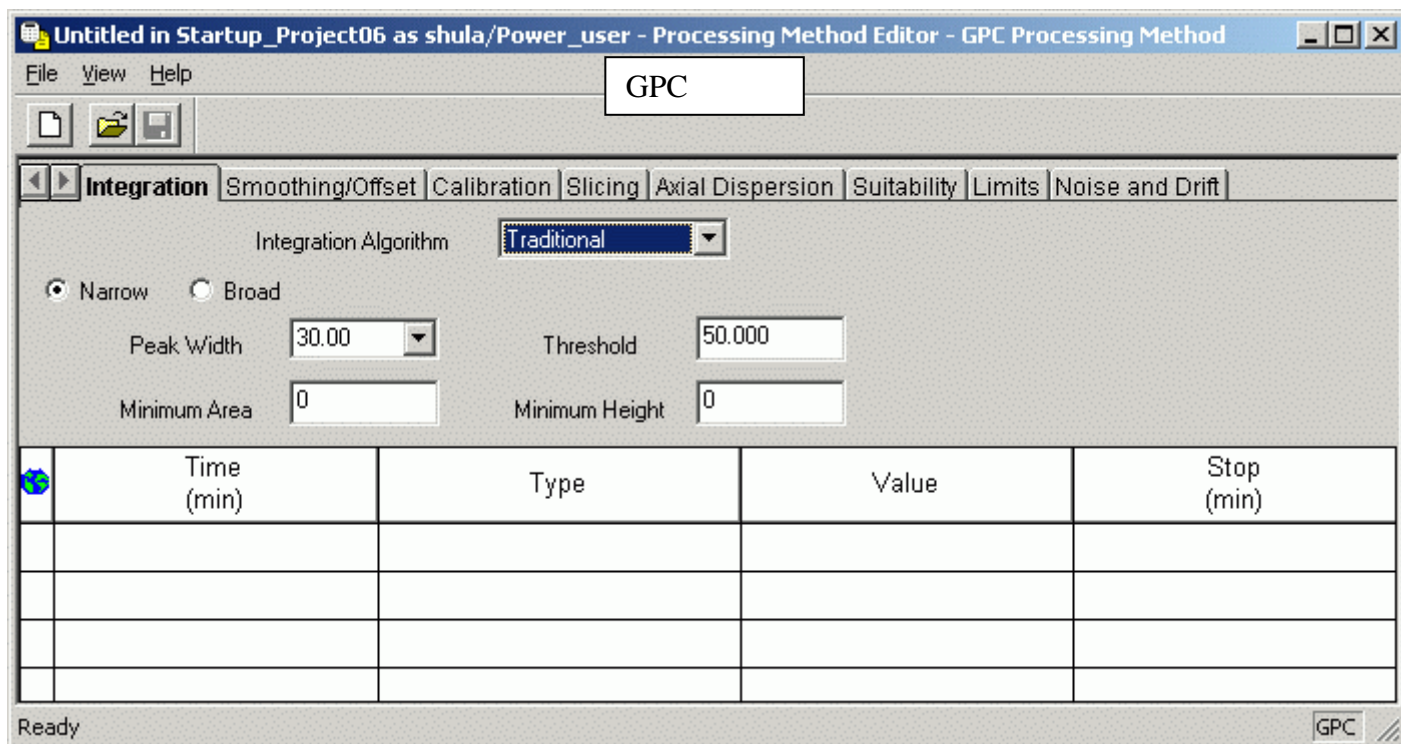 Untitled in Startup_Project06 as shula/Power_user - Processing Method Editor - GPC Processing Method
File View Help
GPC
Integration Smoothing/Offset Calibration Slicing Axial Dispersion Suitability Limits Noise and Drift
Integration Algorithm Traditional
Narrow Broad
Peak Width 30.00 Threshold 50.000
Minimum Area 0 Minimum Height 0
Time (min) Type Value Stop (min)
Ready GPC